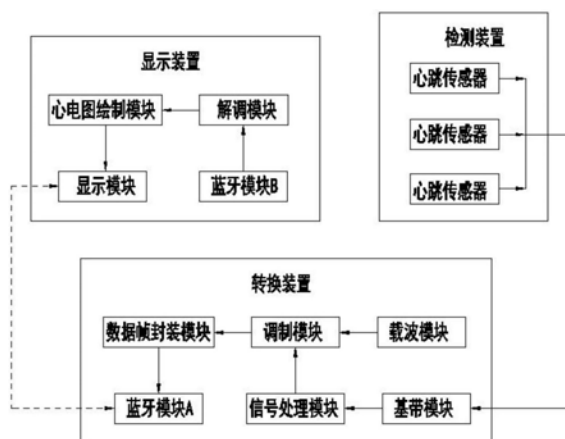 显示装置
心电图绘制模块
解调模块
显示模块
蓝牙模块B
检测装置
心跳传感器
心跳传感器
心跳传感器
转换装置
数据帧封装模块
调制模块
载波模块
蓝牙模块A
信号处理模块
基带模块